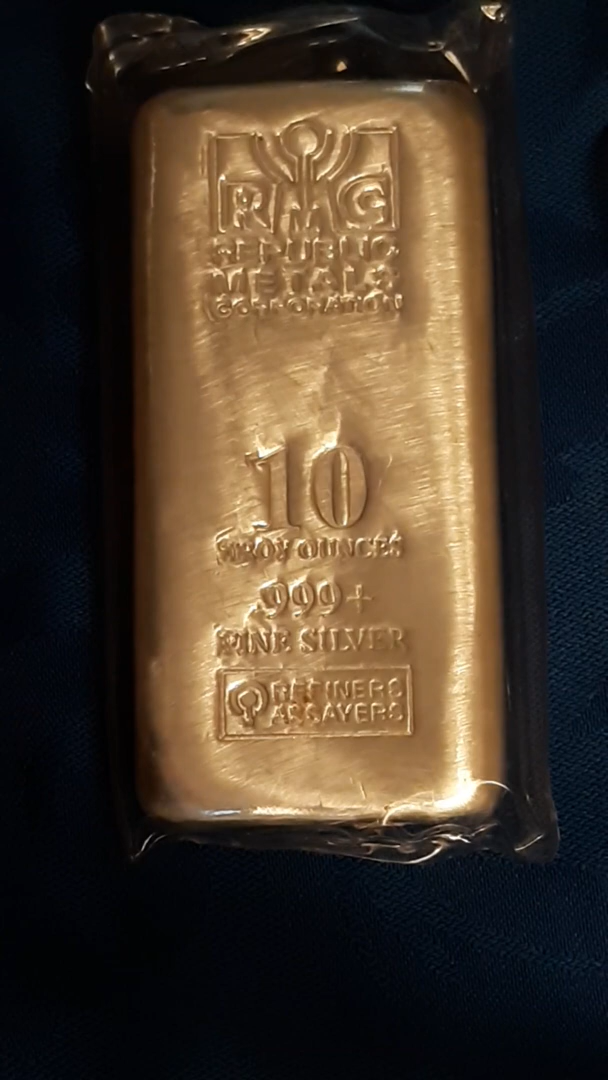 RMC
REPUBLIC
METALS
CORPORATION
10
TROY OUNCES
999+
FINE SILVER
REFINERS
ASSAYERS